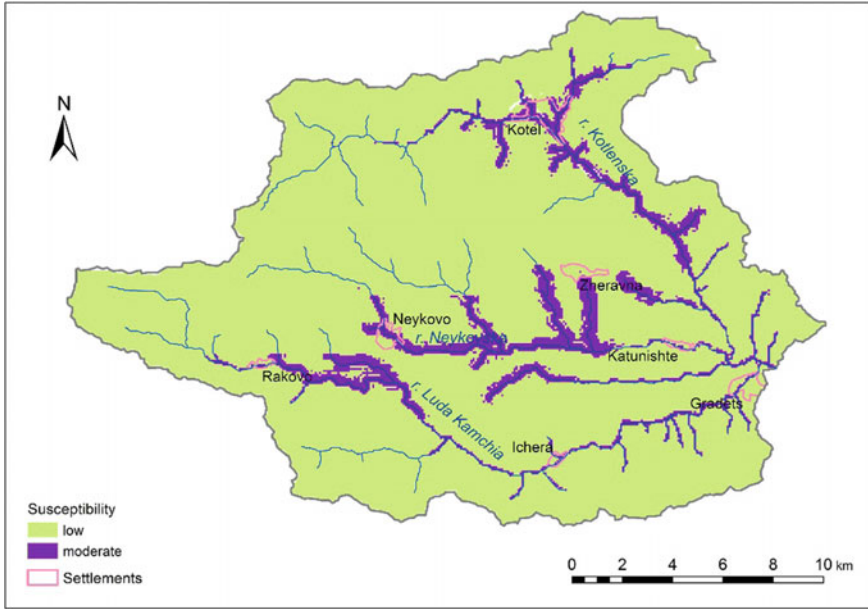 N
Kotel
r. Kotlenska
Zheravna
Neykovo
r. Neykovska
Katunishte
Rakovo
r. Luda Kamchia
Gradets
Ichera
Susceptibility
low
moderate
Settlements
0 2 4 6 8 10 km